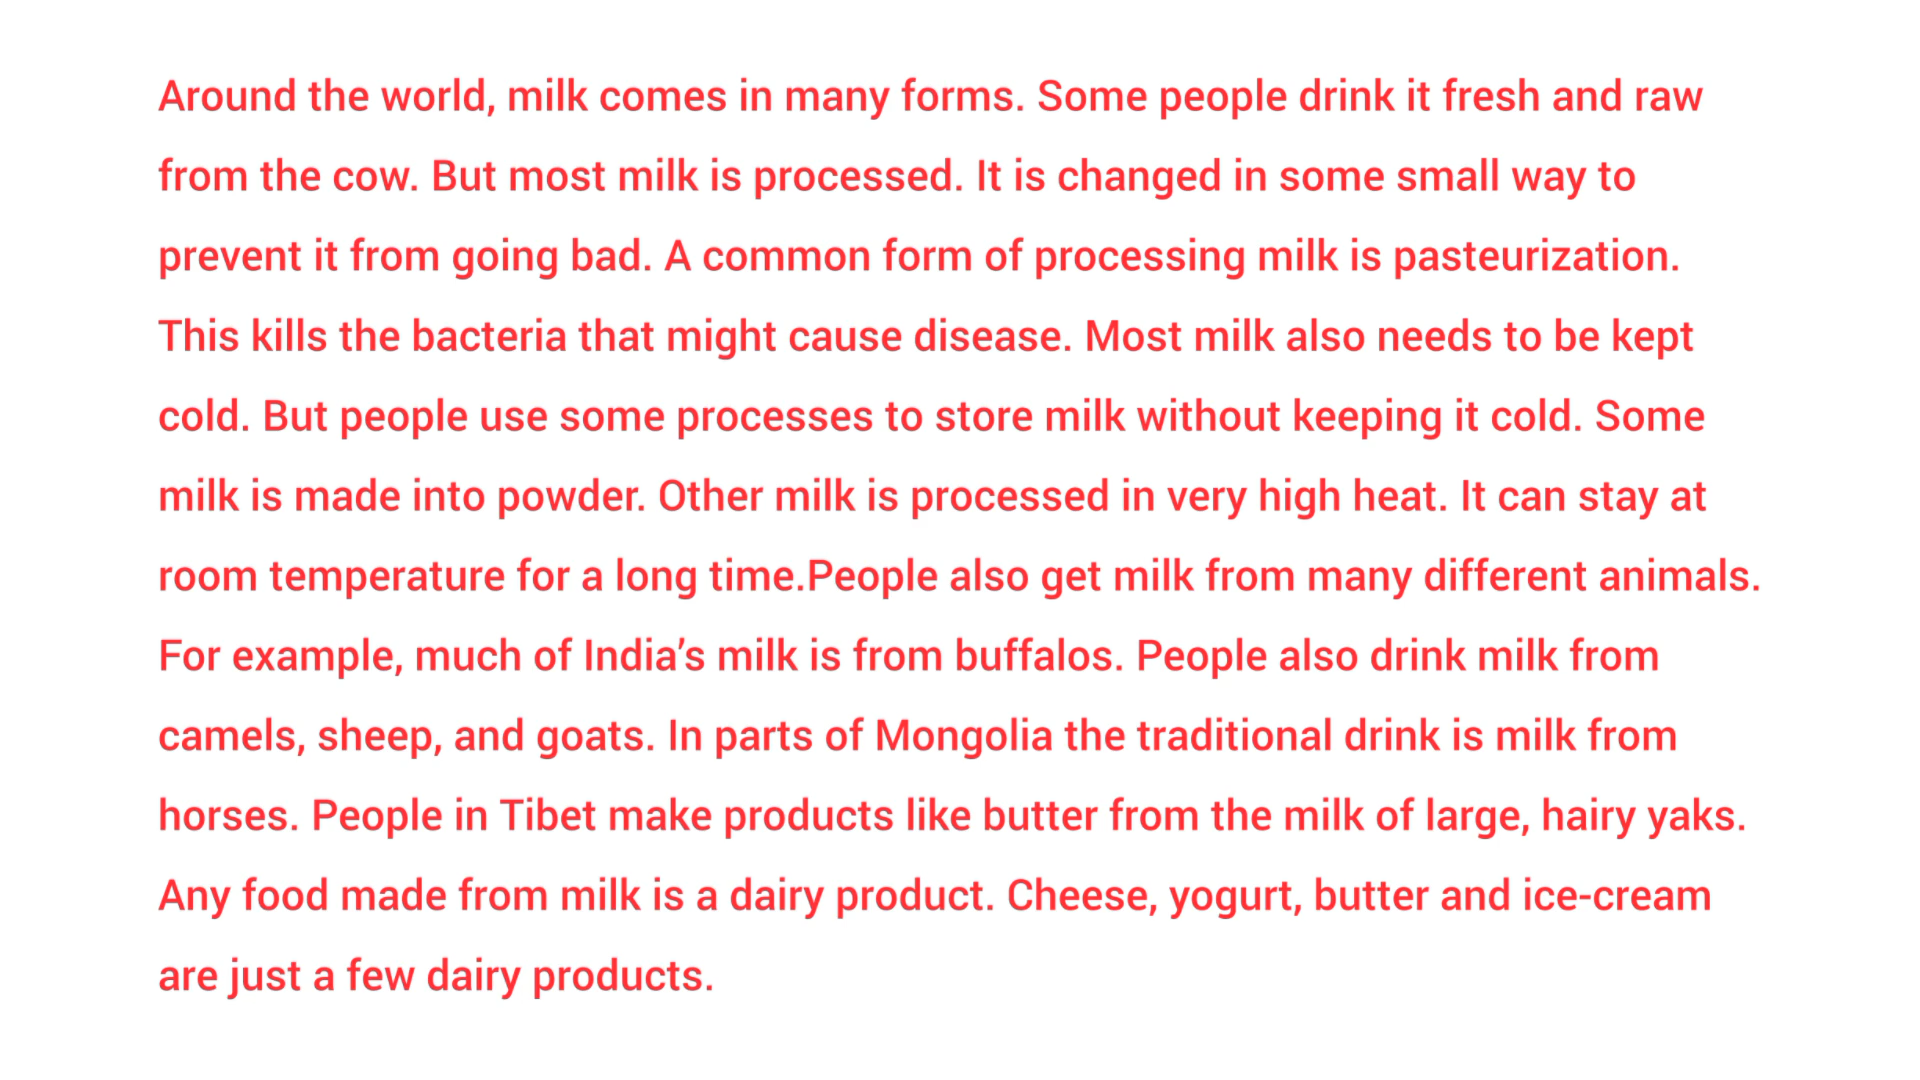 Around the world, milk comes in many forms. Some people drink it fresh and raw
from the cow. But most milk is processed. It is changed in some small way to
prevent it from going bad. A common form of processing milk is pasteurization.
This kills the bacteria that might cause disease. Most milk also needs to be kept
cold. But people use some processes to store milk without keeping it cold. Some
milk is made into powder. Other milk is processed in very high heat. It can stay at
room temperature for a long time.People also get milk from many different animals.
For example, much of India’s milk is from buffalos. People also drink milk from
camels, sheep, and goats. In parts of Mongolia the traditional drink is milk from
horses. People in Tibet make products like butter from the milk of large, hairy yaks.
Any food made from milk is a dairy product. Cheese, yogurt, butter and ice-cream
are just a few dairy products.